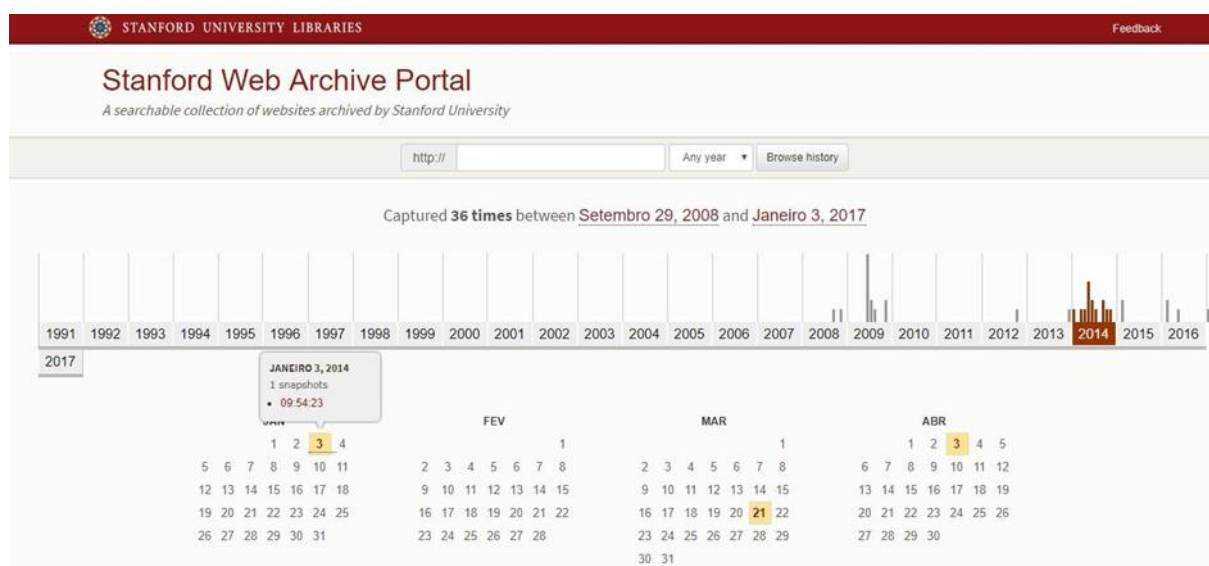 STANFORD UNIVERSITY LIBRARIES Feedback
Stanford Web Archive Portal
A searchable collection of websites archived by Stanford University
http:// Any year Browse history
Captured 36 times between Setembro 29, 2008 and Janeiro 3, 2017
1991 1992 1993 1994 1995 1996 1997 1998 1999 2000 2001 2002 2003 2004 2005 2006 2007 2008 2009 2010 2011 2012 2013 2014 2015 2016
2017
JANEIRO 3, 2014
1 snapshots
• 09:54:23
JAN FEV MAR ABR
1 2 3 4 1 1 1 2 3 4 5
5 6 7 8 9 10 11 2 3 4 5 6 7 8 2 3 4 5 6 7 8 6 7 8 9 10 11 12
12 13 14 15 16 17 18 9 10 11 12 13 14 15 9 10 11 12 13 14 15 13 14 15 16 17 18 19
19 20 21 22 23 24 25 16 17 18 19 20 21 22 16 17 18 19 20 21 22 20 21 22 23 24 25 26
26 27 28 29 30 31 23 24 25 26 27 28 23 24 25 26 27 28 29 27 28 29 30
30 31